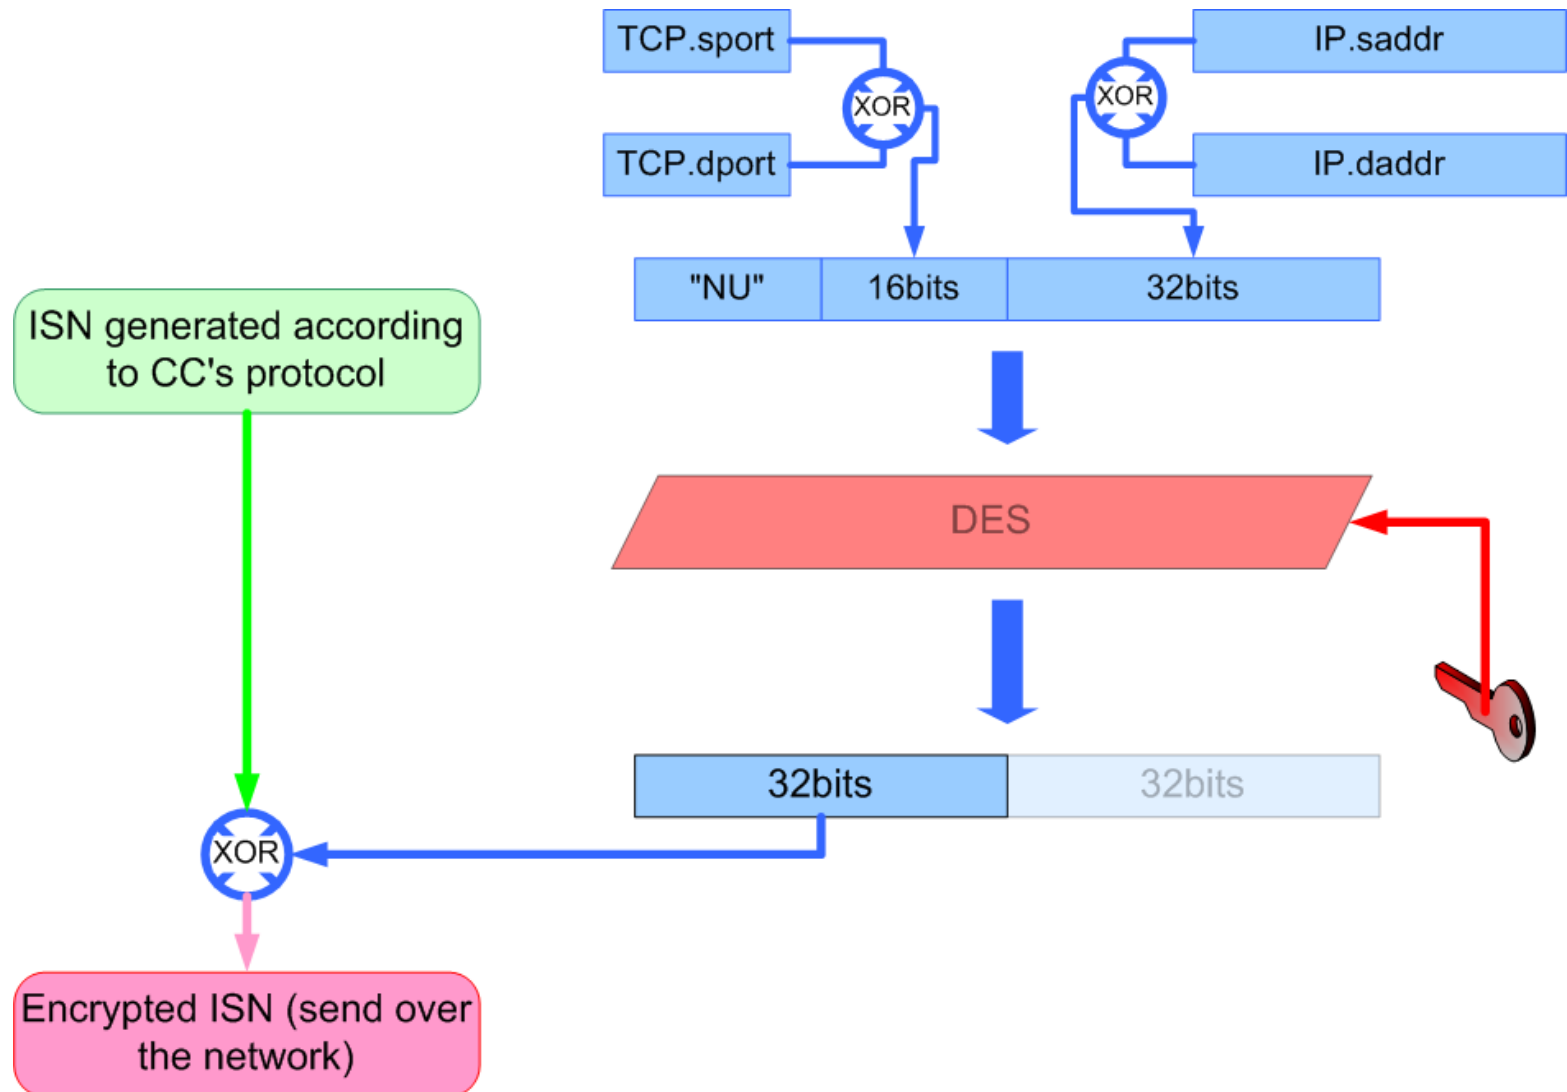 TCP.sport
IP.saddr
XOR
XOR
TCP.dport
IP.daddr
"NU"
16bits
32bits
ISN generated according
to CC's protocol
DES
32bits
32bits
XOR
Encrypted ISN (send over
the network)